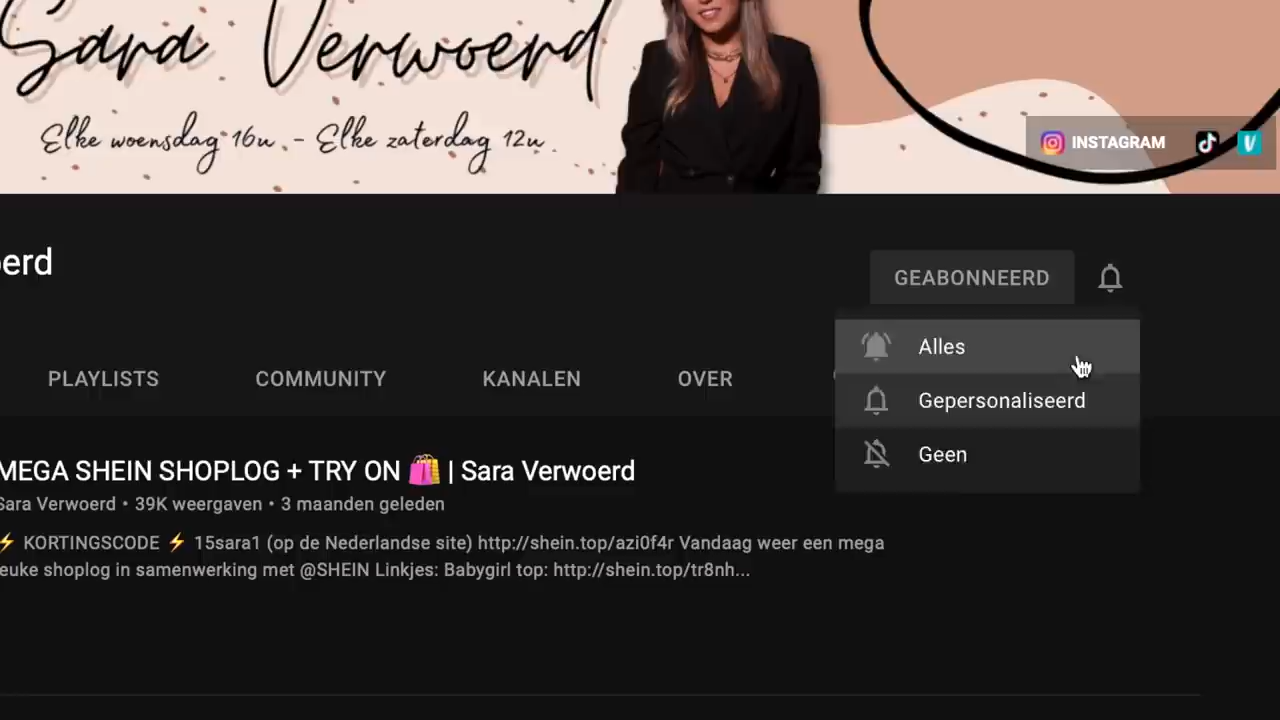 Sara Verwoerd
Elke woensdag 16u. - Elke zaterdag 12u.
INSTAGRAM
oerd
GEABONNEERD
Alles
Gepersonaliseerd
Geen
PLAYLISTS COMMUNITY KANALEN OVER
MEGA SHEIN SHOPLOG + TRY ON 🛍️ | Sara Verwoerd
Sara Verwoerd • 39K weergaven • 3 maanden geleden
⚡ KORTINGSCODE ⚡ 15sara1 (op de Nederlandse site) http://shein.top/azi0f4r Vandaag weer een mega
euke shoplog in samenwerking met @SHEIN Linkjes: Babygirl top: http://shein.top/tr8nh...